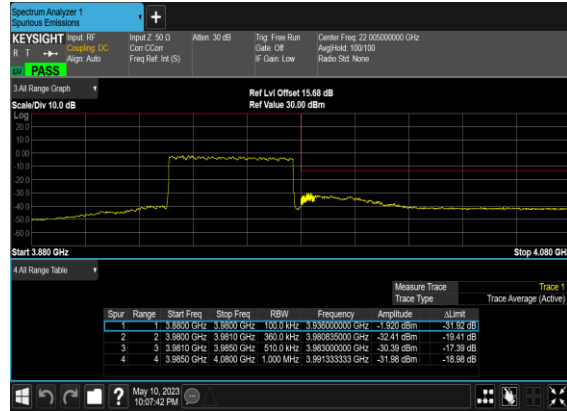 Spectrum Analyzer 1
Spurious Emissions
KEYSIGHT Input: RF Input Z: 50 Ω Atten: 30 dB Trig: Free Run Center Freq: 22.005000000 GHz
R T Coupling: DC Corr CCorr Gate: Off Avg|Hold: 100/100
Align: Auto Freq Ref: Int (S) IF Gain: Low Radio Std: None
LW PASS
3 All Range Graph
Ref Lvl Offset 15.68 dB
Scale/Div 10.0 dB Ref Value 30.00 dBm
Log
20.0
10.0
0.00
-10.0
-20.0
-30.0
-40.0
-50.0
-60.0
Start 3.880 GHz Stop 4.080 GH
4 All Range Table
Measure Trace Trace 1
Trace Type Trace Average (Active)
Spur Range Start Freq Stop Freq RBW Frequency Amplitude ΔLimit
1 1 3.8800 GHz 3.9800 GHz 100.0 kHz 3.936000000 GHz -1.920 dBm -31.92 dB
2 2 3.9800 GHz 3.9810 GHz 360.0 kHz 3.980835000 GHz -32.41 dBm -19.41 dB
3 3 3.9810 GHz 3.9850 GHz 510.0 kHz 3.983000000 GHz -30.39 dBm -17.39 dB
4 4 3.9850 GHz 4.0800 GHz 1.000 MHz 3.991333333 GHz -31.98 dBm -18.98 dB
?
May 10, 2023
10:07:42 PM